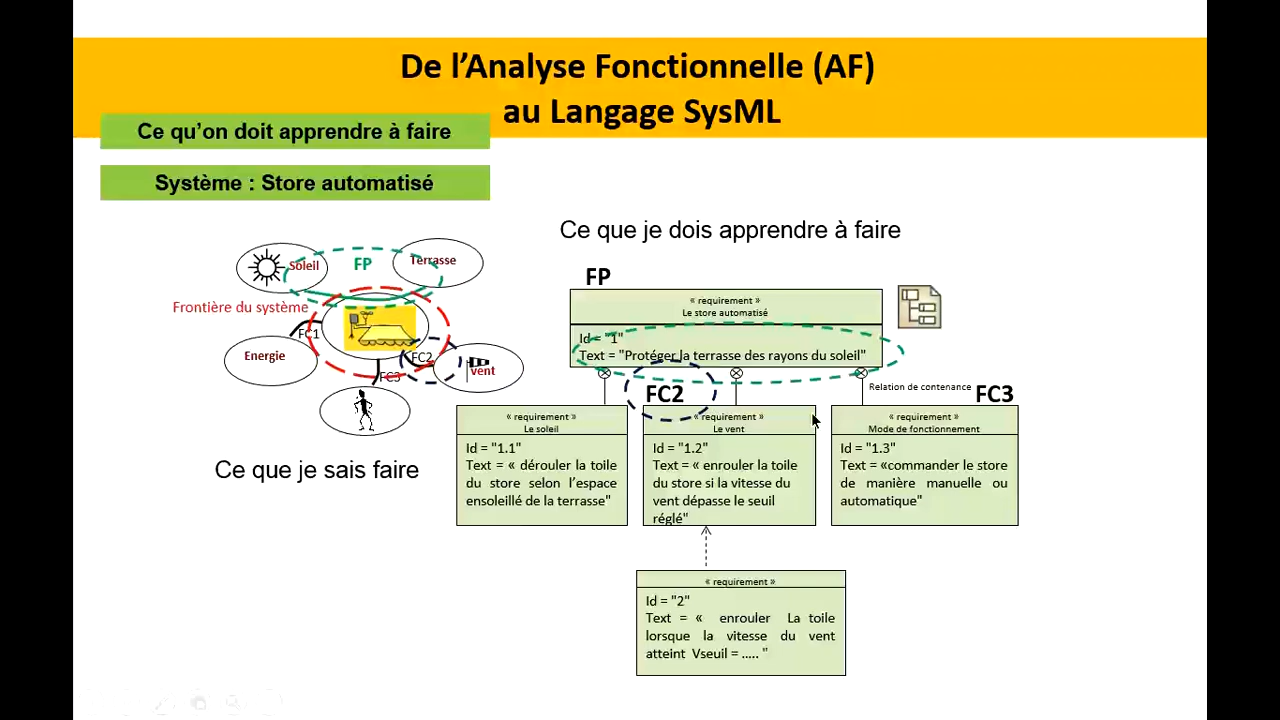 De l'Analyse Fonctionnelle (AF)
au Langage SysML
Ce qu'on doit apprendre à faire
Système : Store automatisé
Ce que je dois apprendre à faire
Soleil
FP
Terrasse
Frontière du système
FC1
Energie
FC2
vent
FC3
Ce que je sais faire
FP
« requirement »
Le store automatisé
Id = "1"
Text = "Protéger la terrasse des rayons du soleil"
Relation de contenance
FC2
FC3
« requirement »
Le soleil
Id = "1.1"
Text = « dérouler la toile
du store selon l'espace
ensoleillé de la terrasse"
« requirement »
Le vent
Id = "1.2"
Text = « enrouler la toile
du store si la vitesse du
vent dépasse le seuil
réglé"
« requirement »
Mode de fonctionnement
Id = "1.3"
Text = «commander le store
de manière manuelle ou
automatique"
« requirement »
Id = "2"
Text = « enrouler La toile
lorsque la vitesse du vent
atteint Vseuil = ..... "